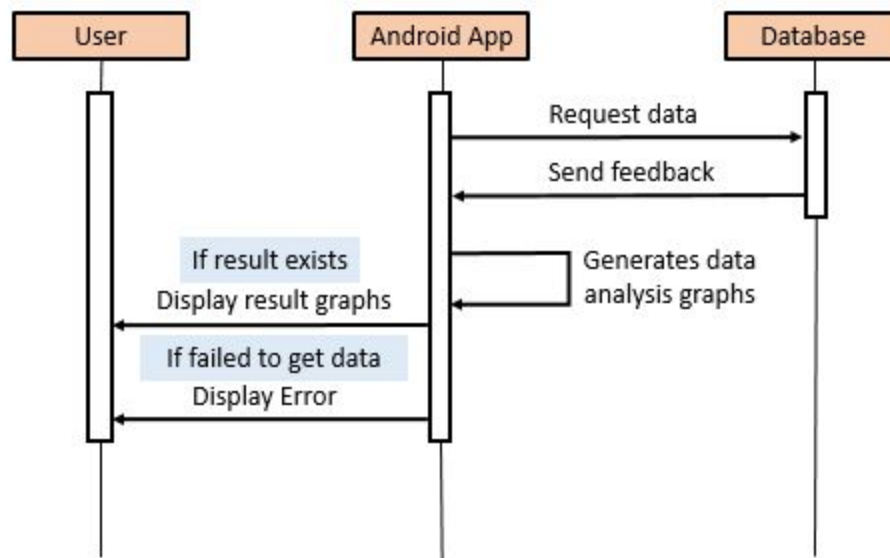 User
Android App
Database
Request data
Send feedback
If result exists
Generates data
analysis graphs
Display result graphs
If failed to get data
Display Error